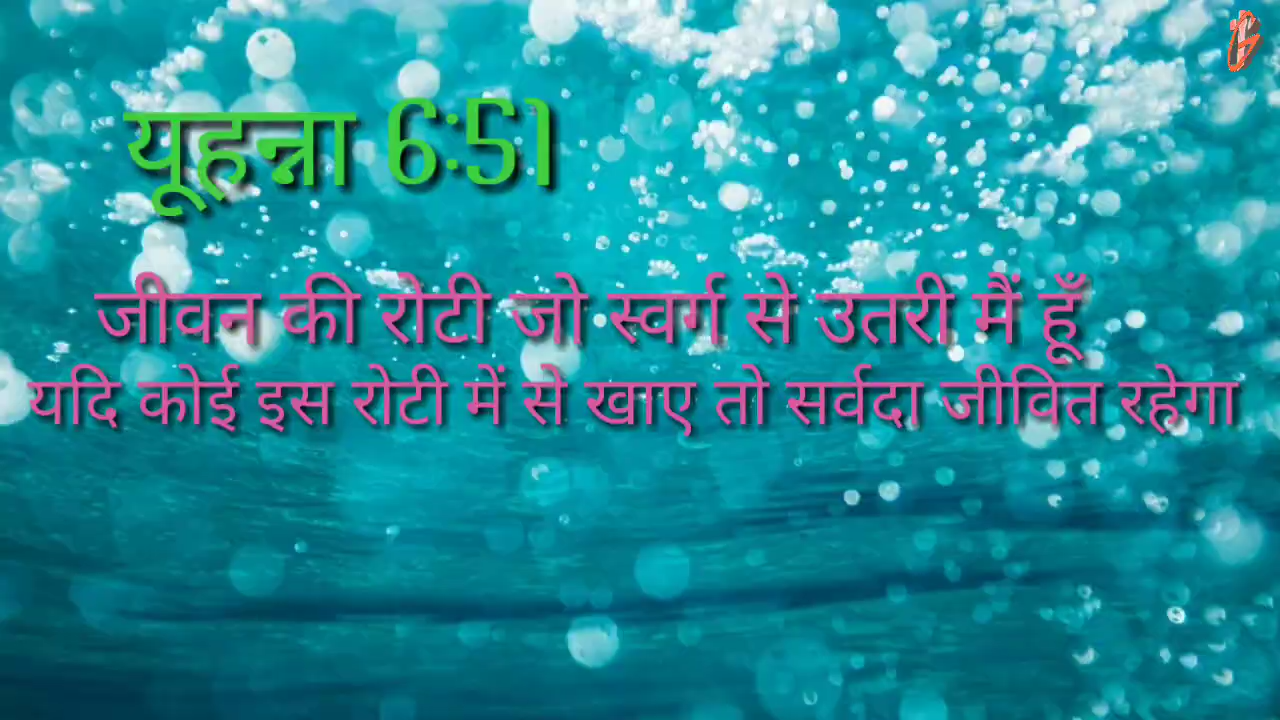 यूहन्ना 6:51
जीवन की रोटी जो स्वर्ग से उतरी मैं हूँ
यदि कोई इस रोटी में से खाए तो सर्वदा जीवित रहेगा